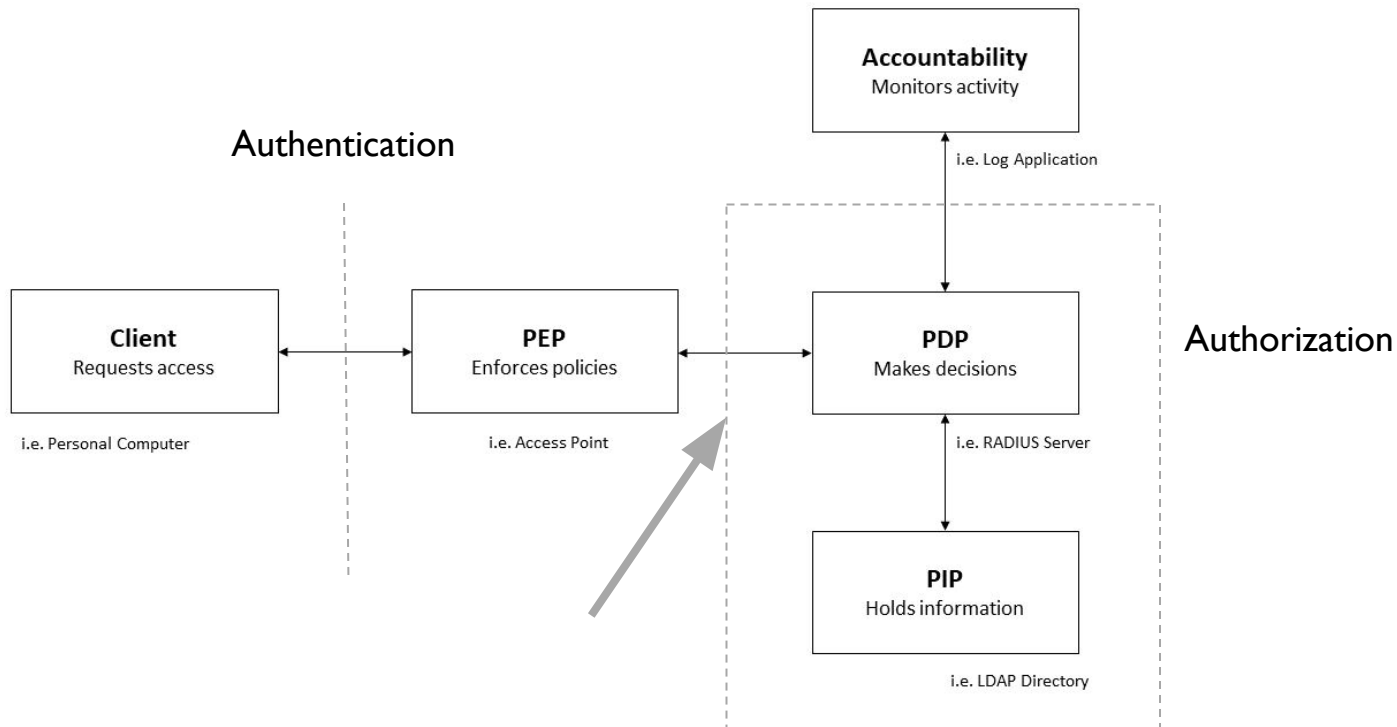 Accountability
Monitors activity
Authentication
i.e. Log Application
Client
Requests access
PEP
Enforces policies
PDP
Makes decisions
Authorization
i.e. Personal Computer
i.e. Access Point
i.e. RADIUS Server
PIP
Holds information
i.e. LDAP Directory